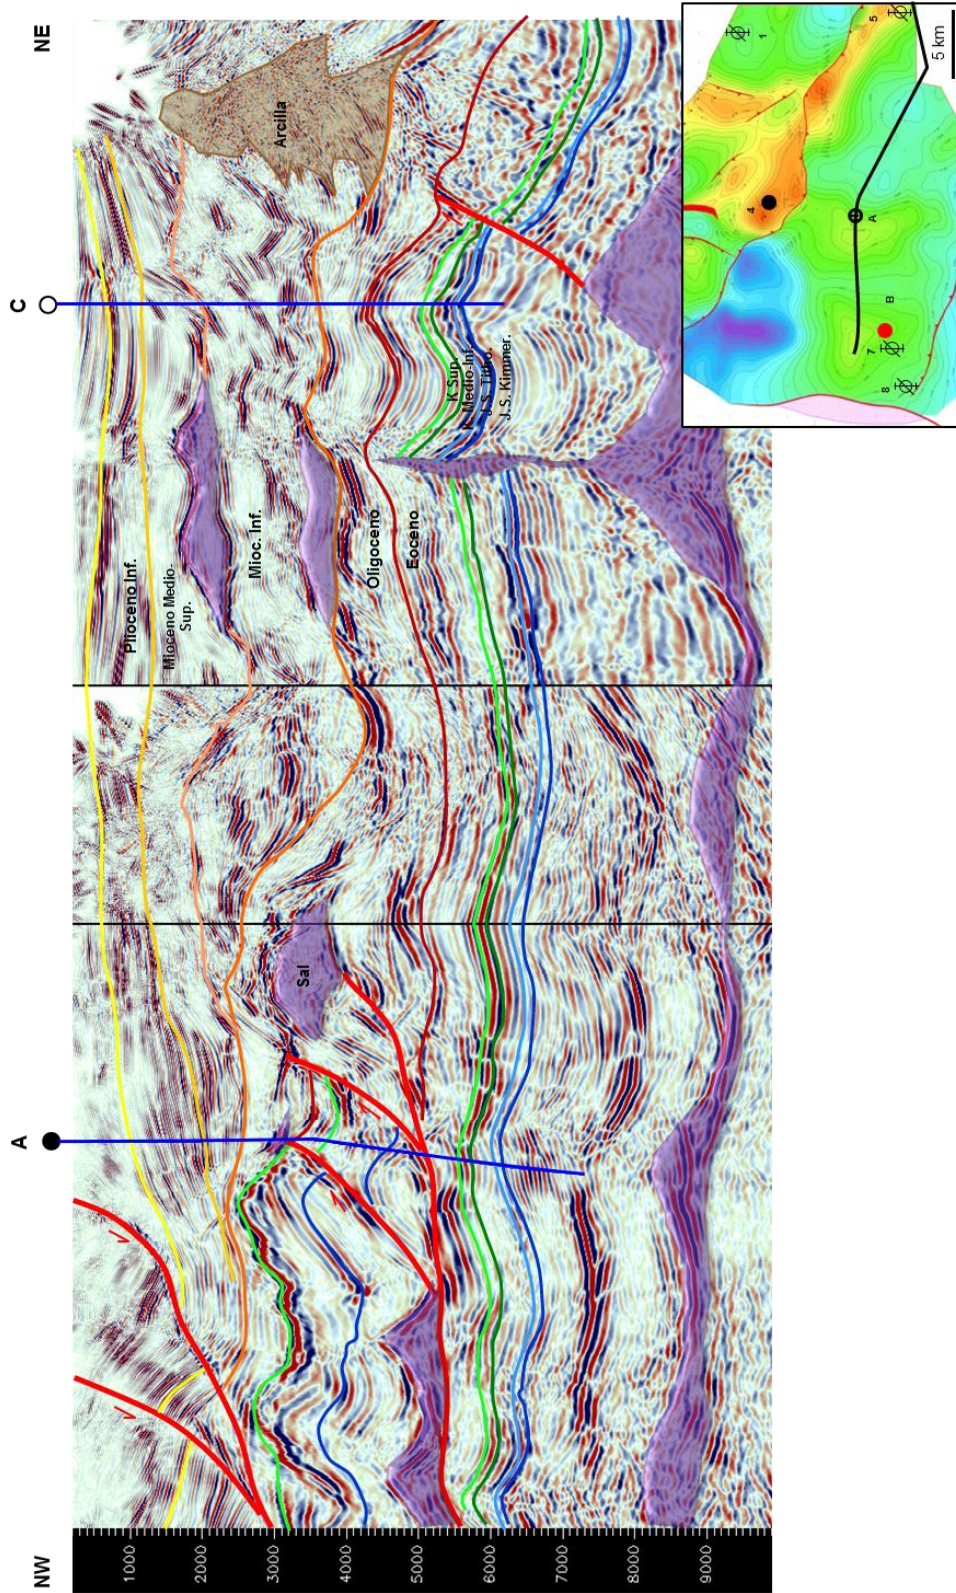 NW
A
C
NE
1000
2000
3000
4000
5000
6000
7000
8000
9000
Plioceno Inf.
Mioceno Medio-
Sup.
Mioc. Inf.
Arcilla
Sal
Oligoceno
Eoceno
K Sup.
K Medio-Inf.
J.S. Titho.
J.S. Kimmer.
1
4
5
A
B
7
8
5 km